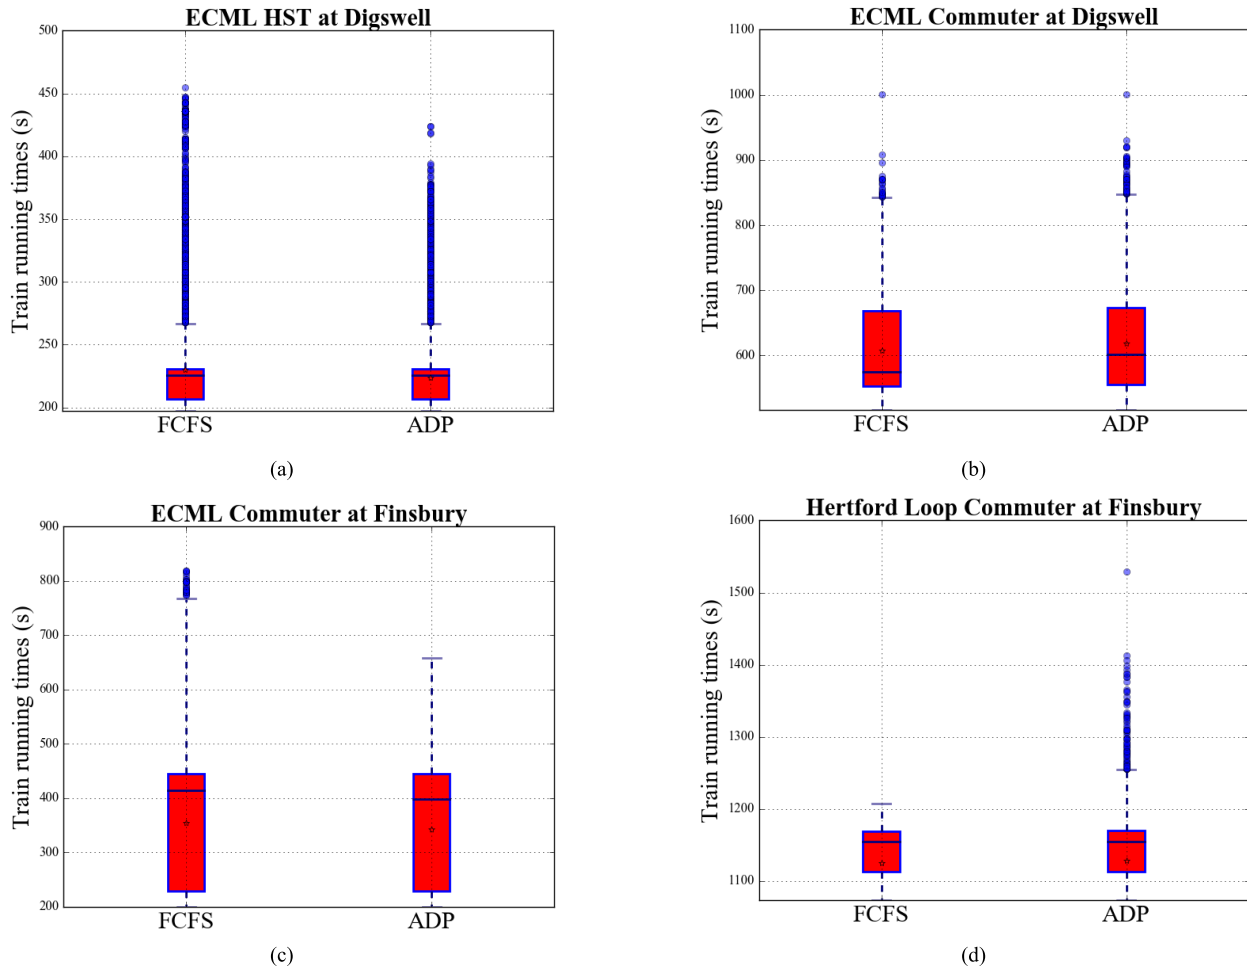 ECML HST at Digswell
500
450
400
350
300
250
200
Train running times (s)
FCFS
ADP
(a)
ECML Commuter at Digswell
1100
1000
900
800
700
600
Train running times (s)
FCFS
ADP
(b)
ECML Commuter at Finsbury
900
800
700
600
500
400
300
200
Train running times (s)
FCFS
ADP
(c)
Hertford Loop Commuter at Finsbury
1600
1500
1400
1300
1200
1100
Train running times (s)
FCFS
ADP
(d)